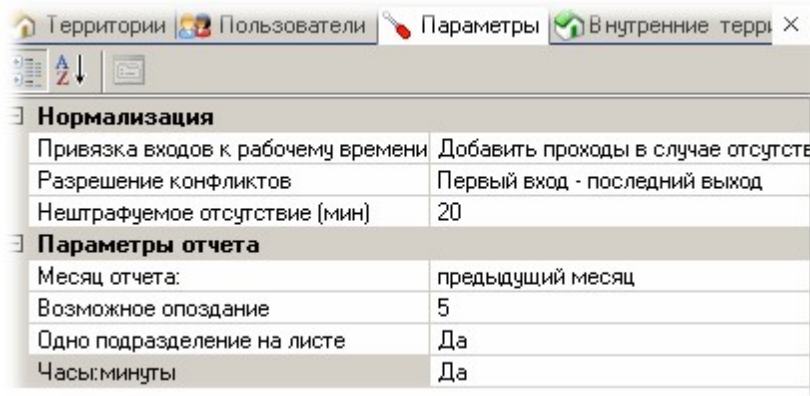 Территории Пользователи Параметры Внутренние
Нормализация
Привязка входов к рабочему времени Добавить проходы в случае
Разрешение конфликтов Первый вход - последний выход
Нештрафуемое отсутствие (мин) 20
Параметры отчета
Месяц отчета: предыдущий месяц
Возможное опоздание 5
Одно подразделение на листе Да
Часы:минуты Да